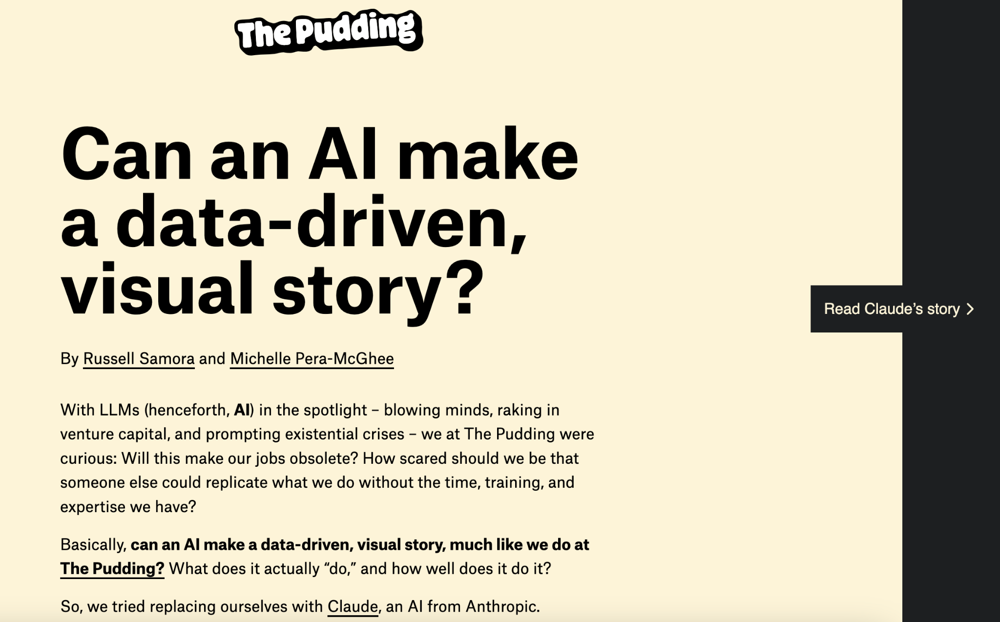 The Pudding
Can an AI make
a data-driven,
visual story?
Read Claude’s story
By Russell Samora and Michelle Pera-McGhee
With LLMs (henceforth, AI) in the spotlight – blowing minds, raking in
venture capital, and prompting existential crises – we at The Pudding were
curious: Will this make our jobs obsolete? How scared should we be that
someone else could replicate what we do without the time, training, and
expertise we have?
Basically, can an AI make a data-driven, visual story, much like we do at
The Pudding? What does it actually “do,” and how well does it do it?
So, we tried replacing ourselves with Claude, an AI from Anthropic.